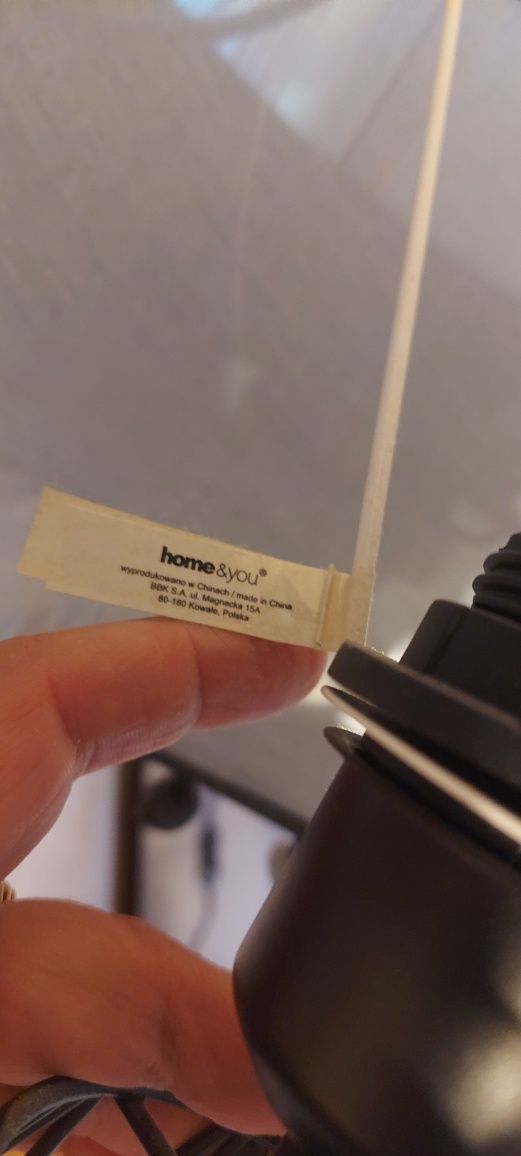 home&you®
wyprodukowano w Chinach / made in China
BBK S.A. ul. Magnacka 15A
80-180 Kowale, Polska